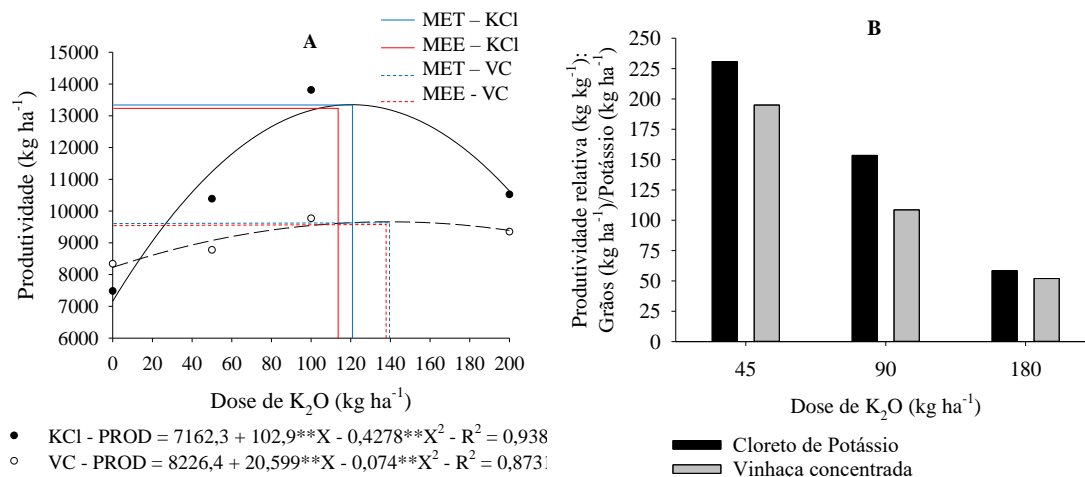 A
MET – KCl
MEE – KCl
MET – VC
MEE - VC
Produtividade (kg ha⁻¹)
15000
14000
13000
12000
11000
10000
9000
8000
7000
6000
0 20 40 60 80 100 120 140 160 180 200
Dose de K₂O (kg ha⁻¹)
● KCl - PROD = 7162,3 + 102,9**X - 0,4278**X² - R² = 0,938
○ VC - PROD = 8226,4 + 20,599**X - 0,074**X² - R² = 0,8731
B
Produtividade relativa (kg kg⁻¹):
Grãos (kg ha⁻¹)/Potássio (kg ha⁻¹)
250
225
200
175
150
125
100
75
50
25
0
45 90 180
Dose de K₂O (kg ha⁻¹)
Cloreto de Potássio
Vinhaça concentrada